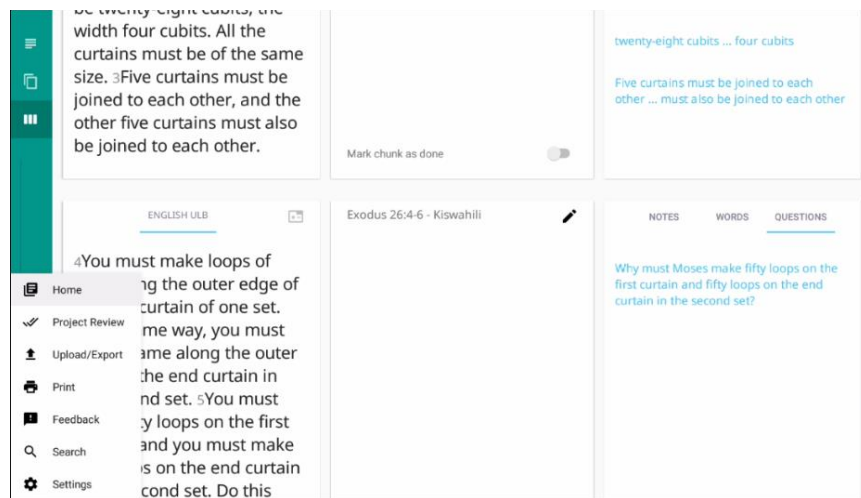 be twenty-eight cubits, the
width four cubits. All the
curtains must be of the same
size. 3Five curtains must be
joined to each other, and the
other five curtains must also
be joined to each other.
Mark chunk as done
twenty-eight cubits ... four cubits
Five curtains must be joined to each
other ... must also be joined to each other
ENGLISH ULB
4You must make loops of
ng the outer edge of
curtain of one set.
me way, you must
ame along the outer
the end curtain in
nd set. 5You must
y loops on the first
and you must make
s on the end curtain
cond set. Do this
Home
Project Review
Upload/Export
Print
Feedback
Search
Settings
Exodus 26:4-6 - Kiswahili
NOTES WORDS QUESTIONS
Why must Moses make fifty loops on the
first curtain and fifty loops on the end
curtain in the second set?